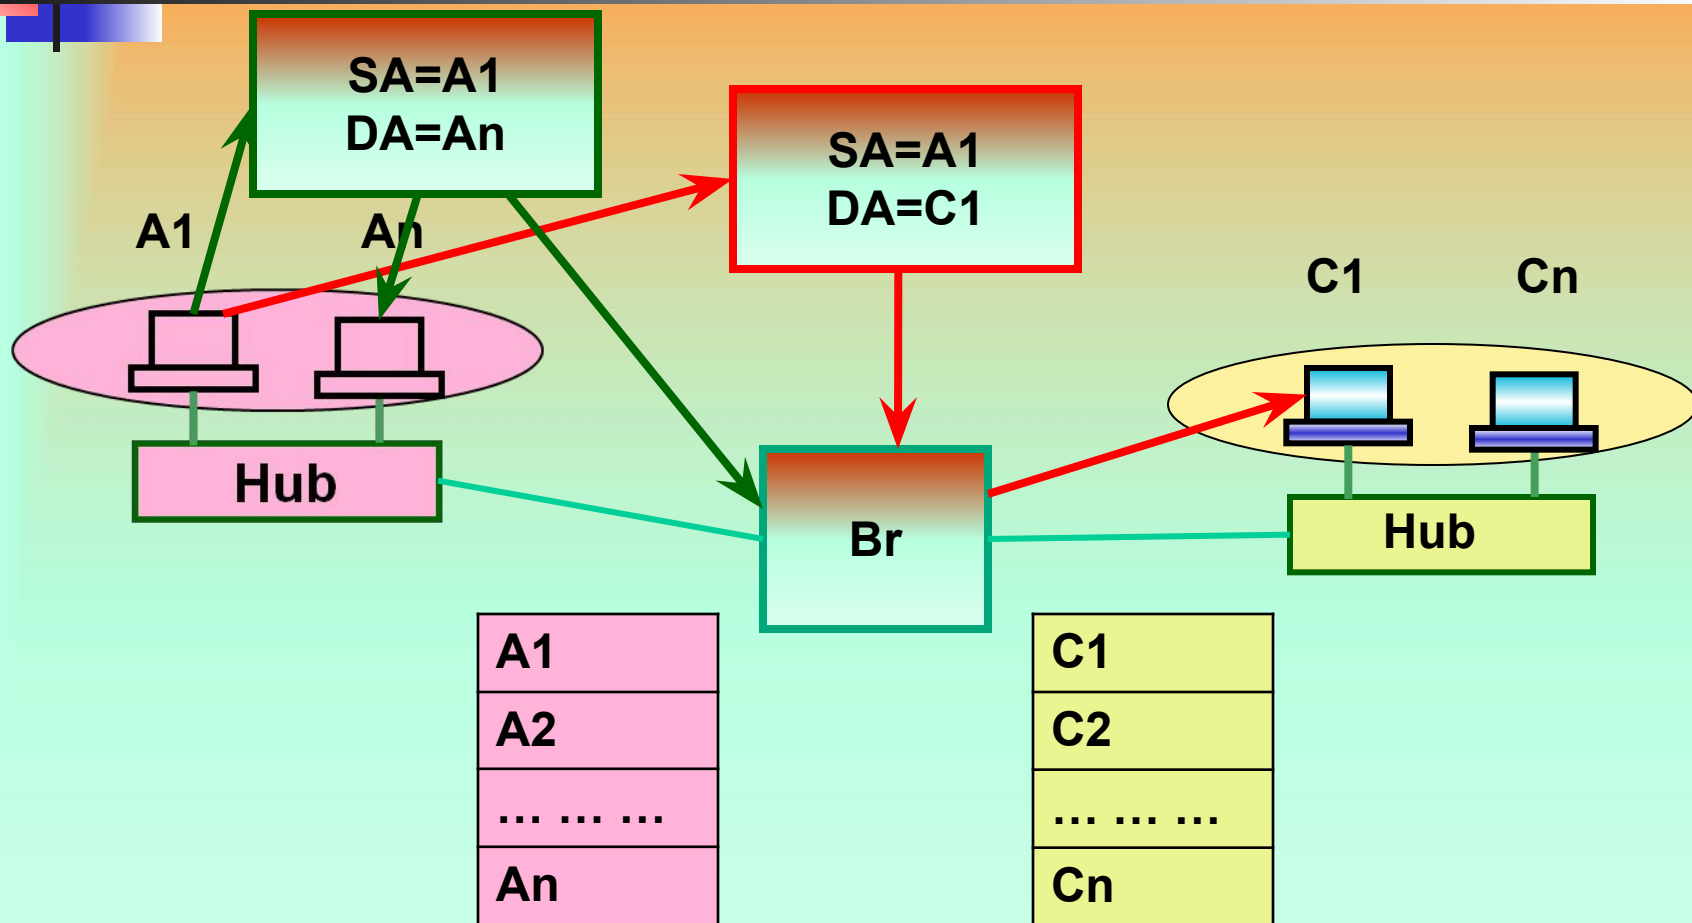 SA=A1
DA=An
SA=A1
DA=C1
A1
An
C1
Cn
Hub
Br
Hub
A1
A2
… … …
An
C1
C2
… … …
Cn